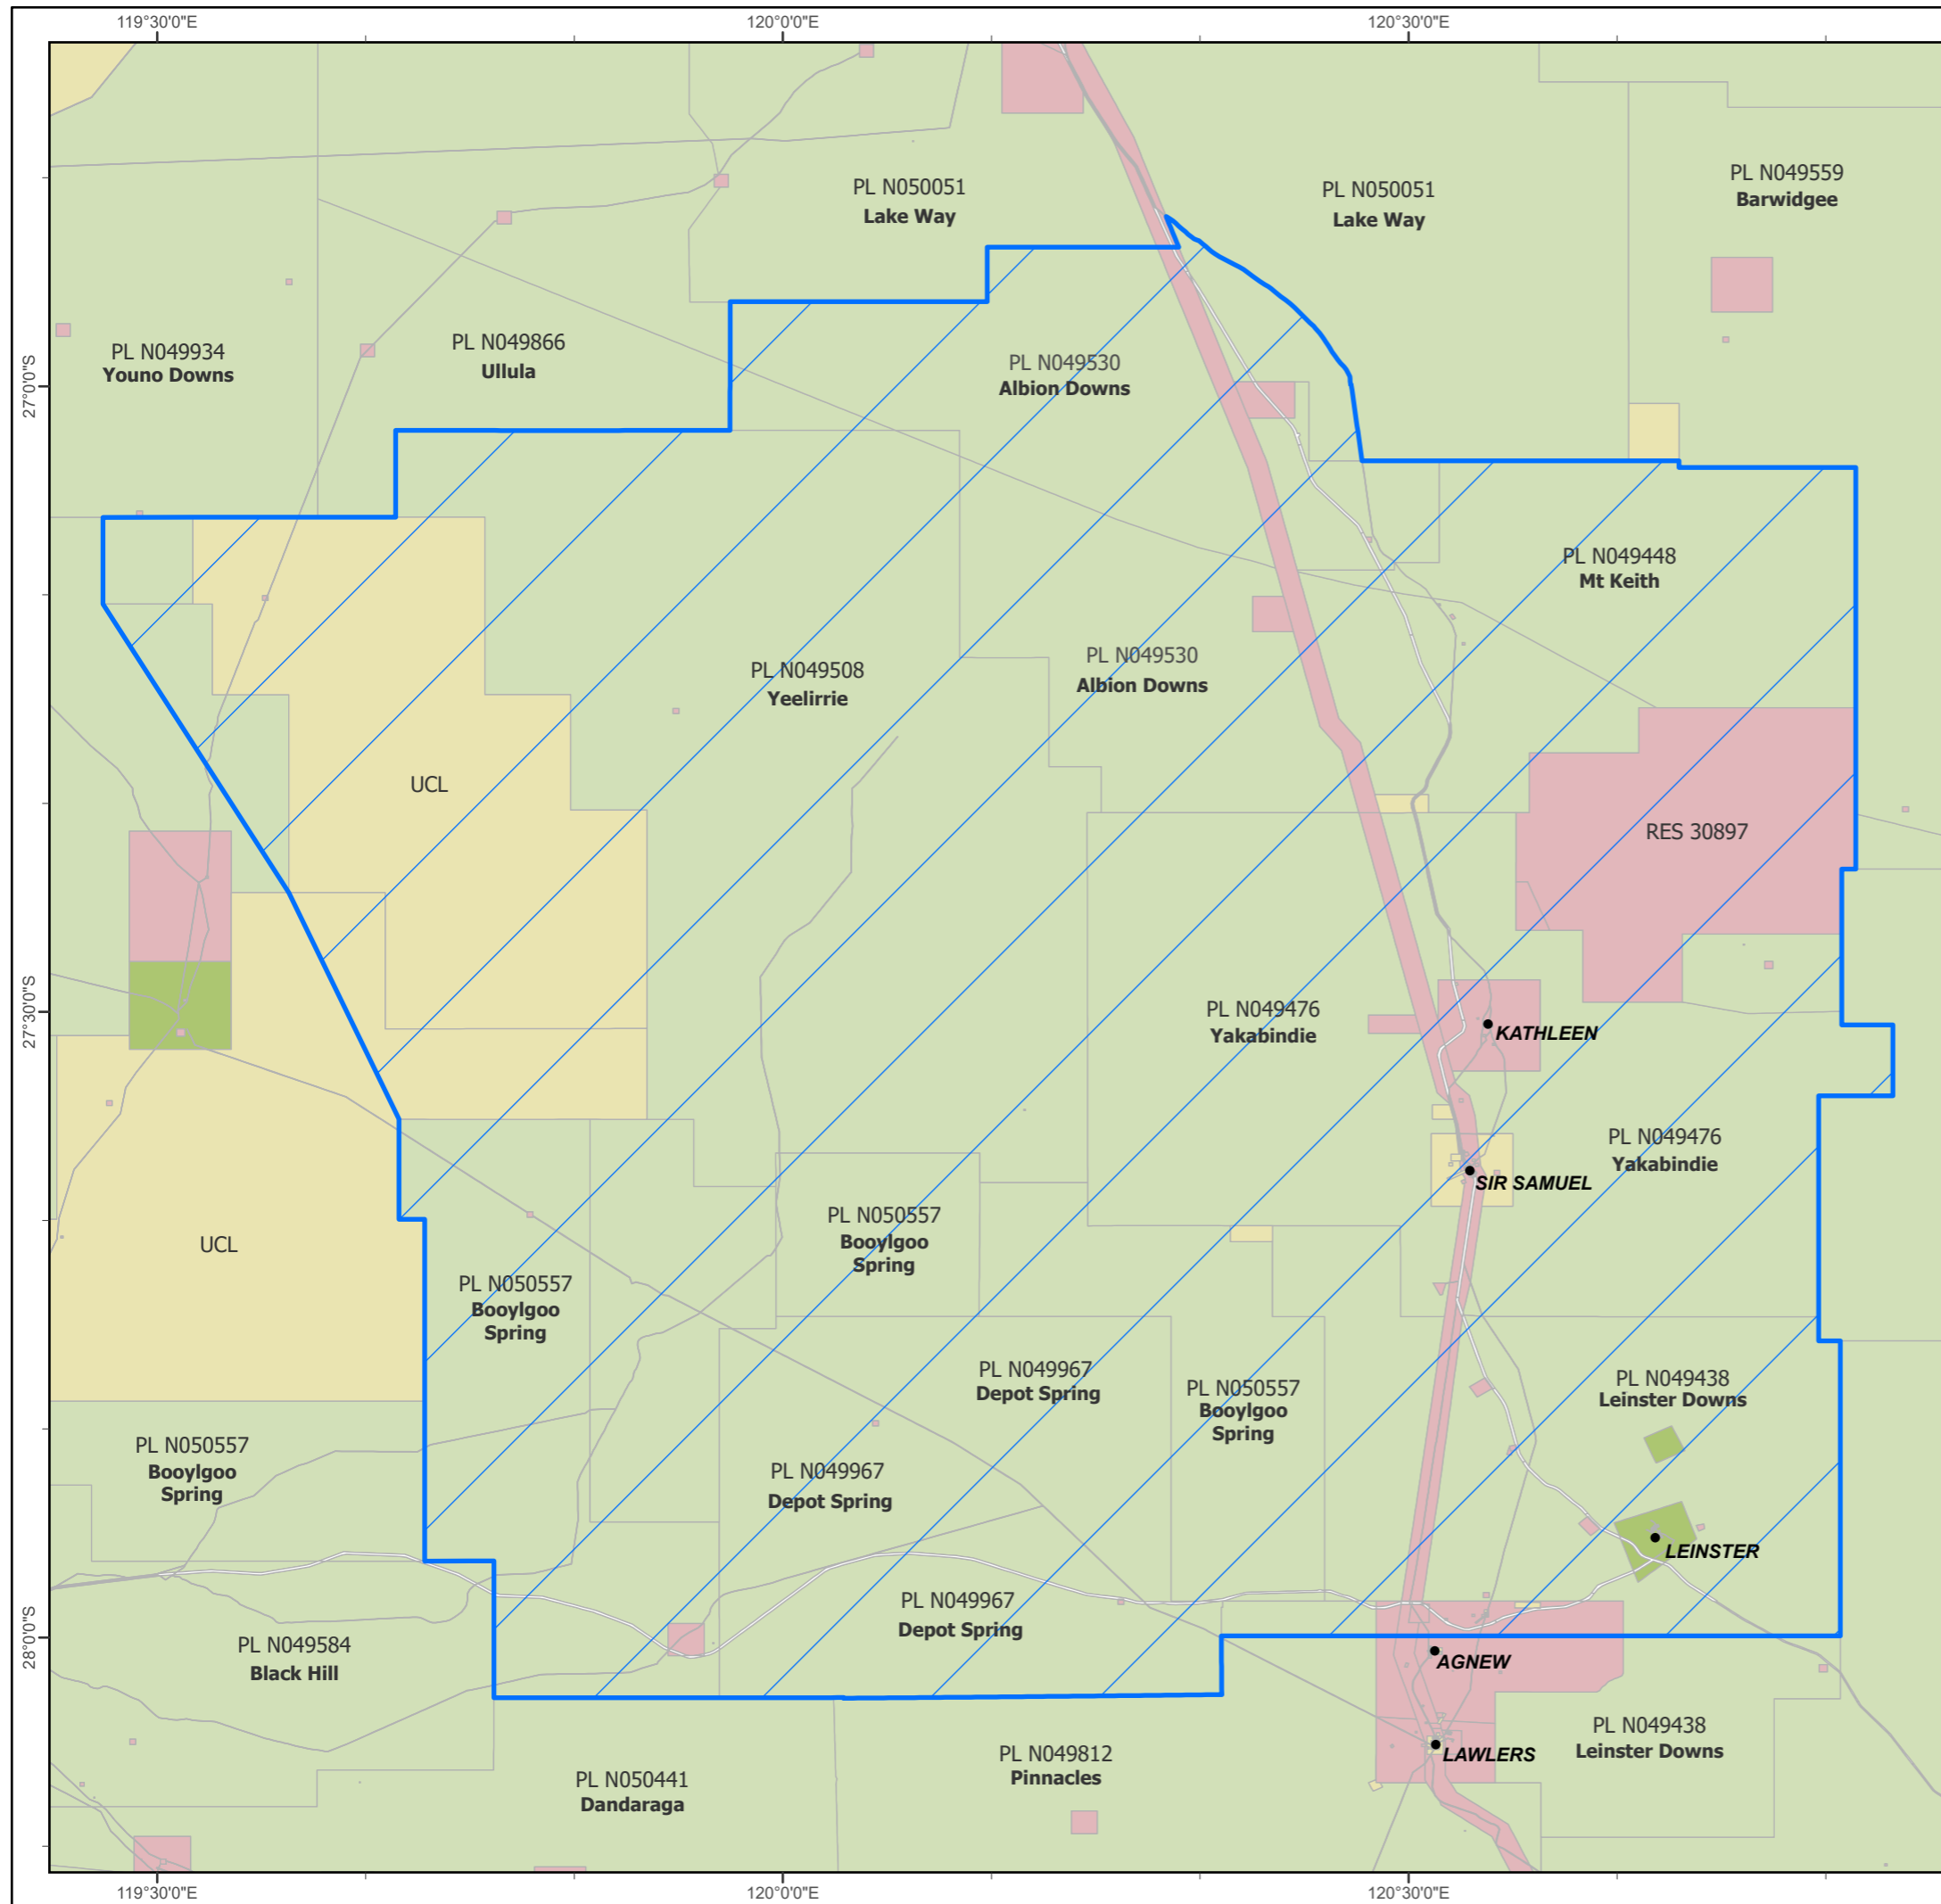 119°30'0"E
120°0'0"E
120°30'0"E
PL N049559
Barwidgee
PL N050051
Lake Way
PL N050051
Lake Way
PL N049934
Youno Downs
PL N049866
Ullula
PL N049530
Albion Downs
27°0'0"S
27°0'0"S
PL N049448
Mt Keith
PL N049508
Yeelirrie
PL N049530
Albion Downs
UCL
RES 30897
27°30'0"S
PL N049476
Yakabindie
KATHLEEN
PL N049476
Yakabindie
SIR SAMUEL
UCL
PL N050557
Booylgoo
Spring
PL N050557
Booylgoo
Spring
PL N049967
Depot Spring
PL N050557
Booylgoo
Spring
PL N049438
Leinster Downs
PL N050557
Booylgoo
Spring
PL N049967
Depot Spring
LEINSTER
PL N049967
Depot Spring
28°0'0"S
PL N049584
Black Hill
AGNEW
PL N049438
Leinster Downs
LAWLERS
PL N049812
Pinnacles
PL N050441
Dandaraga
119°30'0"E
120°0'0"E
120°30'0"E